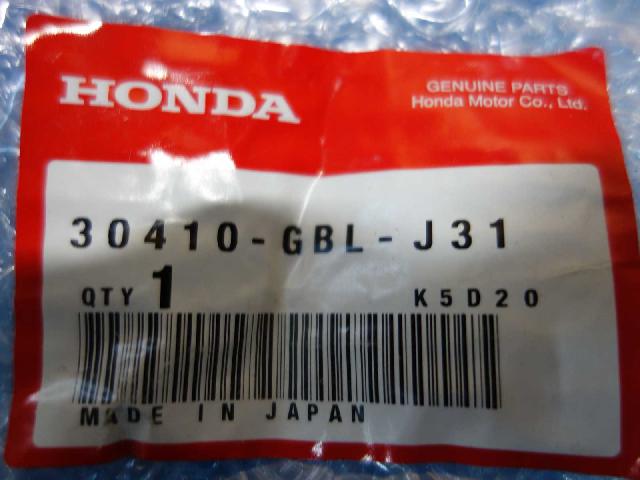 HONDA
GENUINE PARTS
Honda Motor Co., Ltd.
30410-GBL-J31
QTY 1 K5D20
MADE IN JAPAN